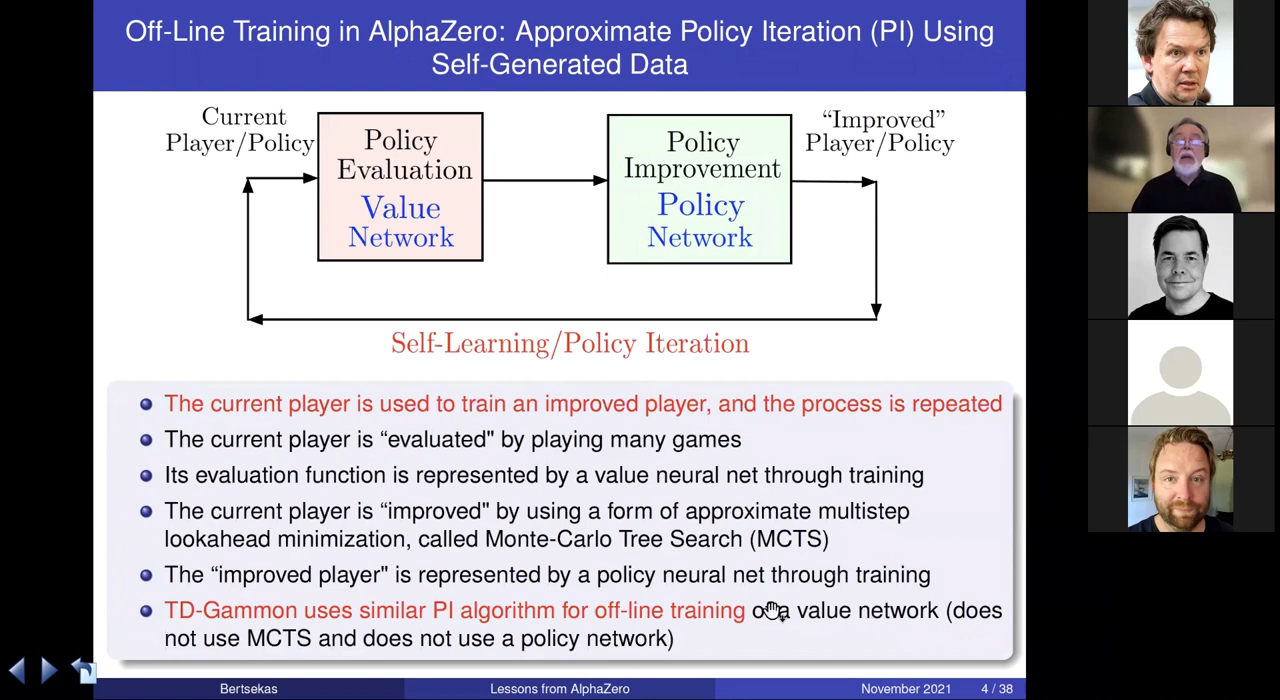 Off-Line Training in AlphaZero: Approximate Policy Iteration (PI) Using
Self-Generated Data
Current
Player/Policy
Policy
Evaluation
Value
Network
Policy
Improvement
Policy
Network
“Improved”
Player/Policy
Self-Learning/Policy Iteration
The current player is used to train an improved player, and the process is repeated
The current player is “evaluated" by playing many games
Its evaluation function is represented by a value neural net through training
The current player is “improved" by using a form of approximate multistep
lookahead minimization, called Monte-Carlo Tree Search (MCTS)
The “improved player" is represented by a policy neural net through training
TD-Gammon uses similar PI algorithm for off-line training a value network (does
not use MCTS and does not use a policy network)
Bertsekas
Lessons from AlphaZero
November 2021
4 / 38